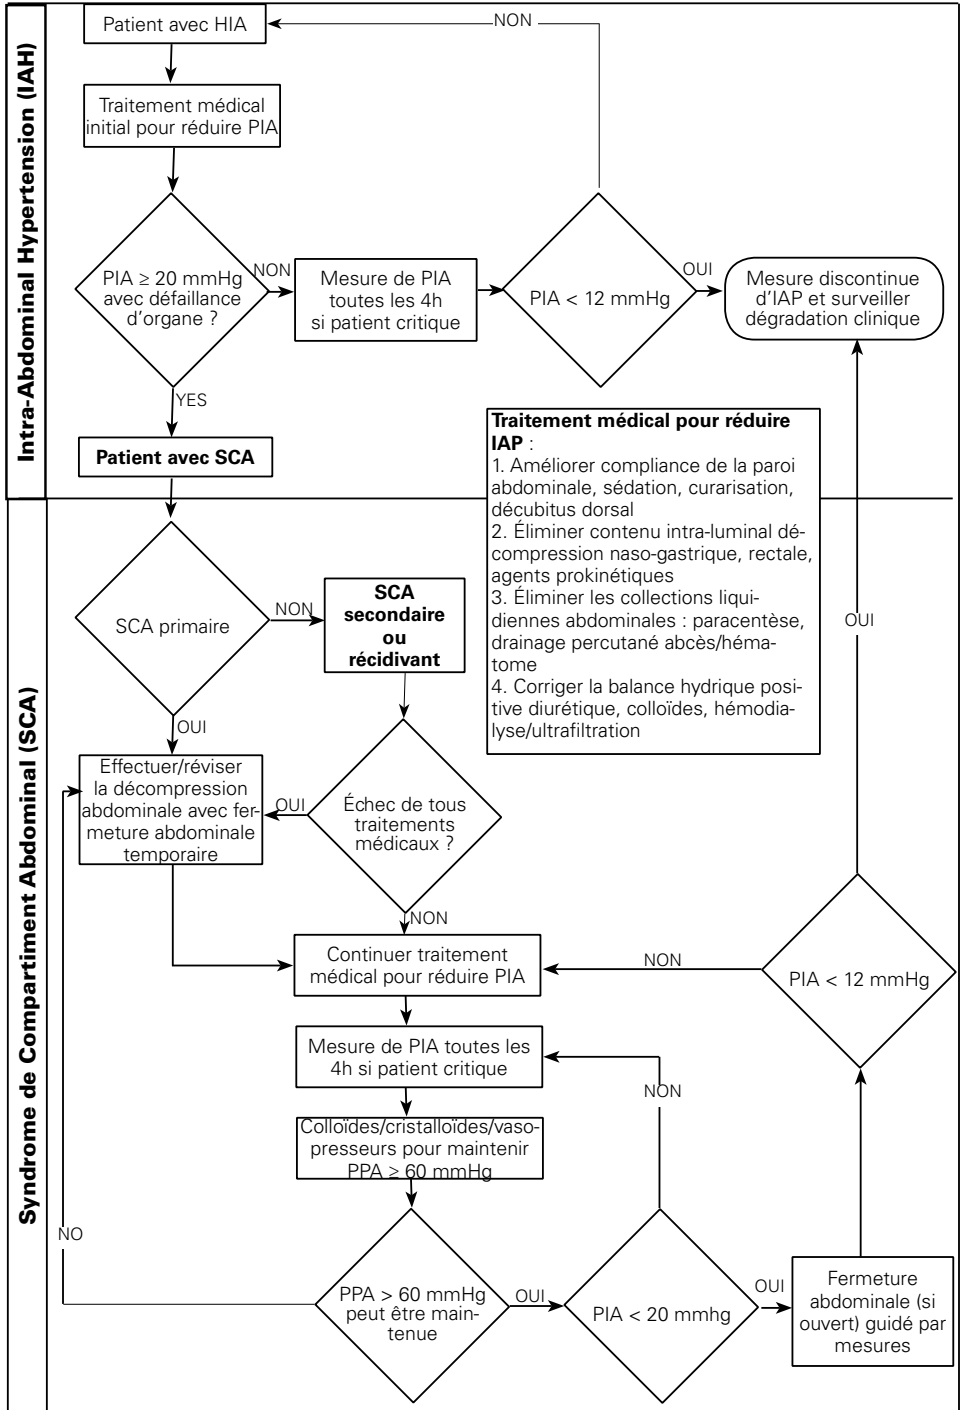 Intra-Abdominal Hypertension (IAH)
Patient avec HIA
NON
Traitement médical
initial pour réduire PIA
PIA ≥ 20 mmHg
avec défaillance
d’organe ?
NON
Mesure de PIA
toutes les 4h
si patient critique
PIA < 12 mmHg
OUI
Mesure discontinue
d’IAP et surveiller
dégradation clinique
YES
Patient avec SCA
Traitement médical pour réduire
IAP :
1. Améliorer compliance de la paroi
abdominale, sédation, curarisation,
décubitus dorsal
2. Éliminer contenu intra-luminal dé-
compression naso-gastrique, rectale,
agents prokinétiques
3. Éliminer les collections liqui-
diennes abdominales : paracentèse,
drainage percutané abcès/héma-
tome
4. Corriger la balance hydrique posi-
tive diurétique, colloïdes, hémodia-
lyse/ultrafiltration
Syndrome de Compartiment Abdominal (SCA)
SCA primaire
NON
SCA
secondaire
ou
récidivant
OUI
OUI
Effectuer/réviser
la décompression
abdominale avec fer-
meture abdominale
temporaire
OUI
Échec de tous
traitements
médicaux ?
NON
Continuer traitement
médical pour réduire PIA
NON
PIA < 12 mmHg
Mesure de PIA toutes les
4h si patient critique
NON
Colloïdes/cristalloïdes/vaso-
presseurs pour maintenir
PPA ≥ 60 mmHg
NO
PPA > 60 mmHg
peut être main-
tenue
OUI
PIA < 20 mmhg
OUI
Fermeture
abdominale (si
ouvert) guidé par
mesures